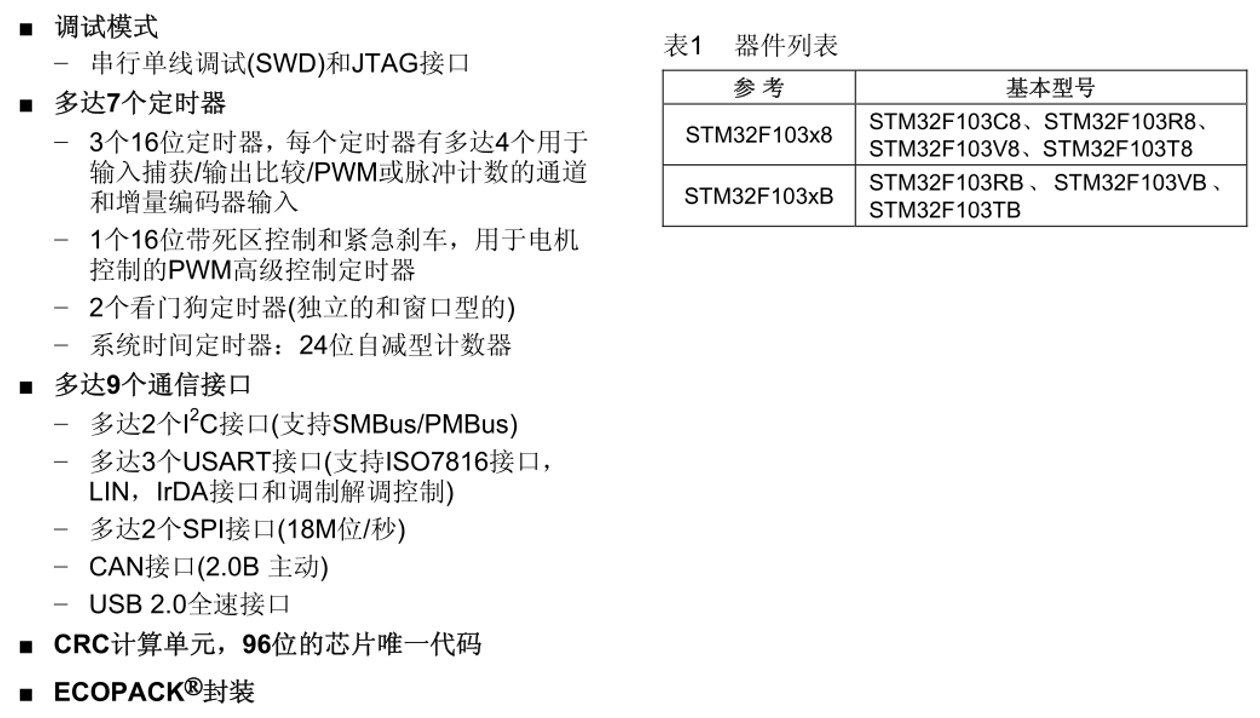 ■ 调试模式
－ 串行单线调试(SWD)和JTAG接口
■ 多达7个定时器
－ 3个16位定时器，每个定时器有多达4个用于
输入捕获/输出比较/PWM或脉冲计数的通道
和增量编码器输入
－ 1个16位带死区控制和紧急刹车，用于电机
控制的PWM高级控制定时器
－ 2个看门狗定时器(独立的和窗口型的)
－ 系统时间定时器：24位自减型计数器
■ 多达9个通信接口
－ 多达2个I²C接口(支持SMBus/PMBus)
－ 多达3个USART接口(支持ISO7816接口，
LIN，IrDA接口和调制解调控制)
－ 多达2个SPI接口(18M位/秒)
－ CAN接口(2.0B 主动)
－ USB 2.0全速接口
■ CRC计算单元，96位的芯片唯一代码
■ ECOPACK®封装
表1 器件列表
参 考 基本型号
STM32F103x8 STM32F103C8、STM32F103R8、
STM32F103V8、STM32F103T8
STM32F103xB STM32F103RB 、 STM32F103VB 、
STM32F103TB